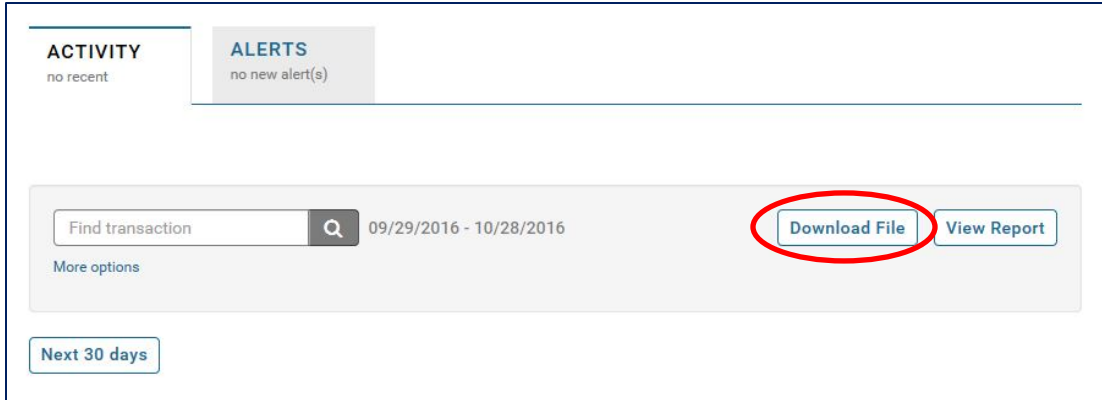 ACTIVITY
no recent
ALERTS
no new alert(s)
Find transaction
09/29/2016 - 10/28/2016
Download File
View Report
More options
Next 30 days